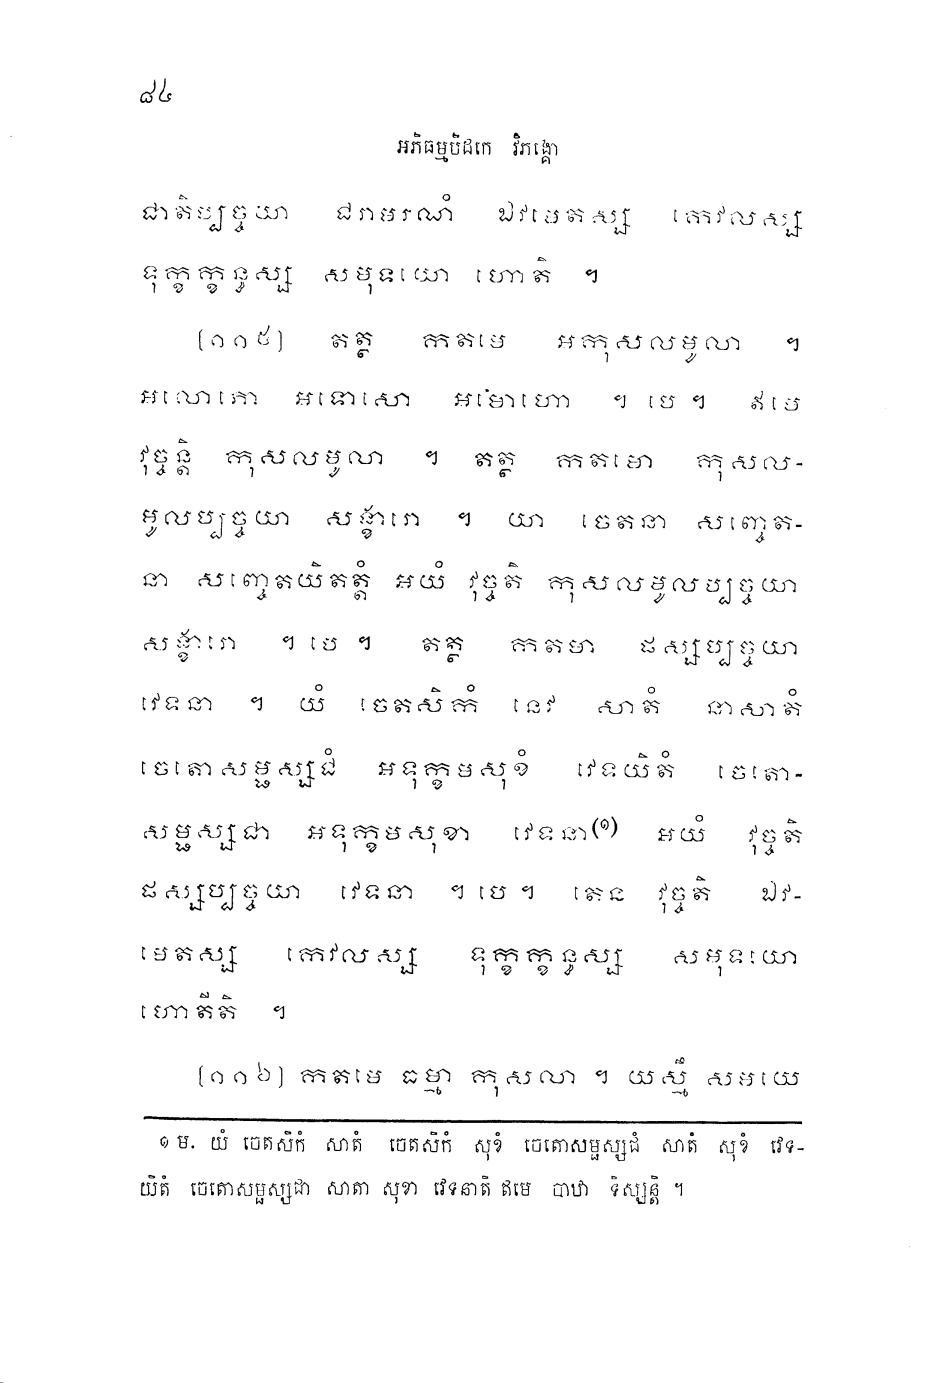 ៨៤
អភិធម្មបិដកេ វិភង្គោ
ជាតិប្បច្ចយា ជរាមរណំ ឯវមេតស្ស កេវលស្ស
ទុក្ខក្ខន្ធស្ស សមុទយោ ហោតិ ។
(១១៥) តត្ថ កតមេ អកុសលមូលា ។
អលោភោ អទោសោ អមោហោ ។ បេ ។ ឥមេ
វុច្ចន្តិ កុសលមូលា ។ តត្ថ កតមោ កុសល-
មូលប្បច្ចយា សង្ខារោ ។ យា ចេតនា សញ្ចេត-
នា សញ្ចេតយិតត្តំ អយំ វុច្ចតិ កុសលមូលប្បច្ចយា
សង្ខារោ ។ បេ ។ តត្ថ កតមា ផស្សប្បច្ចយា
វេទនា ។ យំ ចេតសិកំ នេវ សាតំ នាសាតំ
ចេតោសម្ផស្សជំ អទុក្ខមសុខំ វេទយិតំ ចេតោ-
សម្ផស្សជា អទុក្ខមសុខា វេទនា(១) អយំ វុច្ចតិ
ផស្សប្បច្ចយា វេទនា ។ បេ ។ តេន វុច្ចតិ ឯវ-
មេតស្ស កេវលស្ស ទុក្ខក្ខន្ធស្ស សមុទយោ
ហោតីតិ ។
(១១៦) កតមេ ធម្មា កុសលា ។ យស្មឹ សមយេ
១ ម. យំ ចេតសិកំ សាតំ ចេតសិកំ សុខំ ចេតោសម្ផស្សជំ សាតំ សុខំ វេទ-
យិតំ ចេតោសម្ផស្សជា សាតា សុខា វេទនាតិ ឥមេ បាឋា ទិស្សន្តិ ។